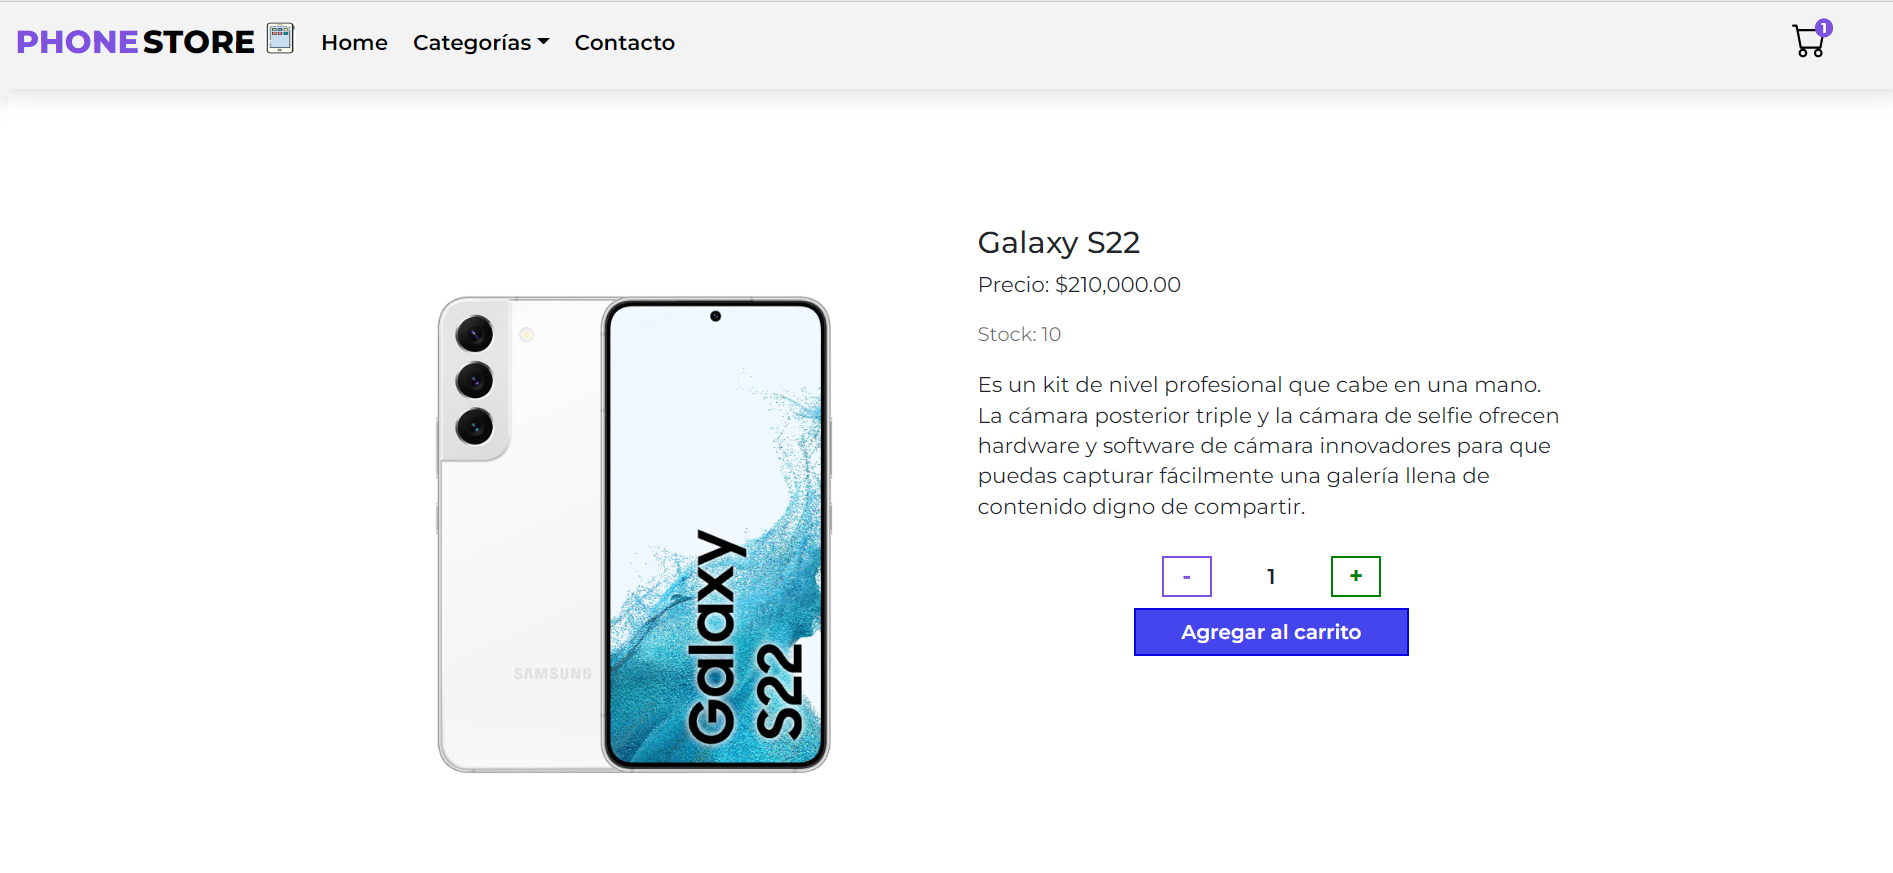 PHONE STORE Home Categorías Contacto 1
Galaxy S22
Precio: $210,000.00
Stock: 10
Es un kit de nivel profesional que cabe en una mano.
La cámara posterior triple y la cámara de selfie ofrecen
hardware y software de cámara innovadores para que
puedas capturar fácilmente una galería llena de
contenido digno de compartir.
- 1 +
Agregar al carrito
SAMSUNG
Galaxy
S22